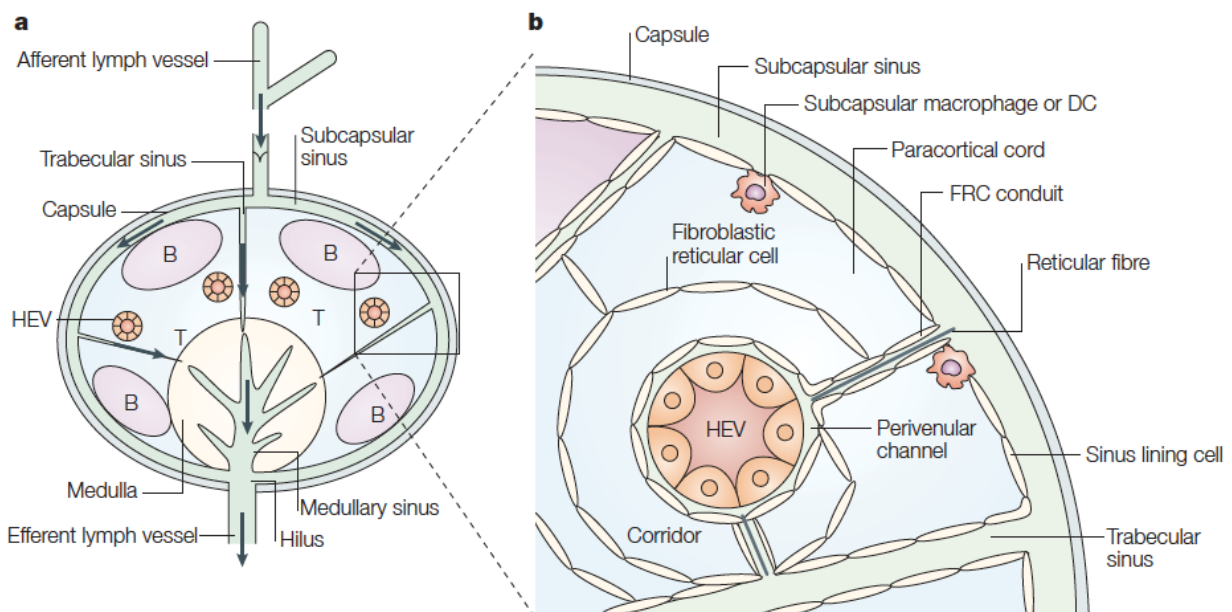 a
Afferent lymph vessel
Trabecular sinus
Subcapsular
sinus
Capsule
B
B
HEV
T
T
B
B
Medulla
Medullary sinus
Efferent lymph vessel
Hilus
b
Capsule
Subcapsular sinus
Subcapsular macrophage or DC
Paracortical cord
FRC conduit
Fibroblastic
reticular cell
Reticular fibre
HEV
Perivenular
channel
Sinus lining cell
Corridor
Trabecular
sinus